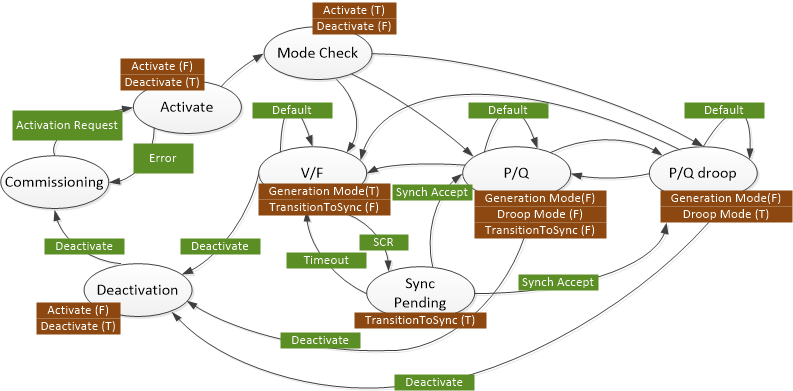 Activate (T)
Deactivate (F)
Mode Check
Activate (F)
Deactivate (T)
Activate
Default
Default
Default
Activation Request
Error
Commissioning
V/F
Generation Mode(T)
TransitionToSync (F)
P/Q
Generation Mode(F)
Droop Mode (F)
TransitionToSync (F)
P/Q droop
Generation Mode(F)
Droop Mode (T)
Synch Accept
Deactivate
Deactivate
SCR
Timeout
Deactivation
Activate (F)
Deactivate (T)
Sync
Pending
TransitionToSync (T)
Synch Accept
Deactivate
Deactivate